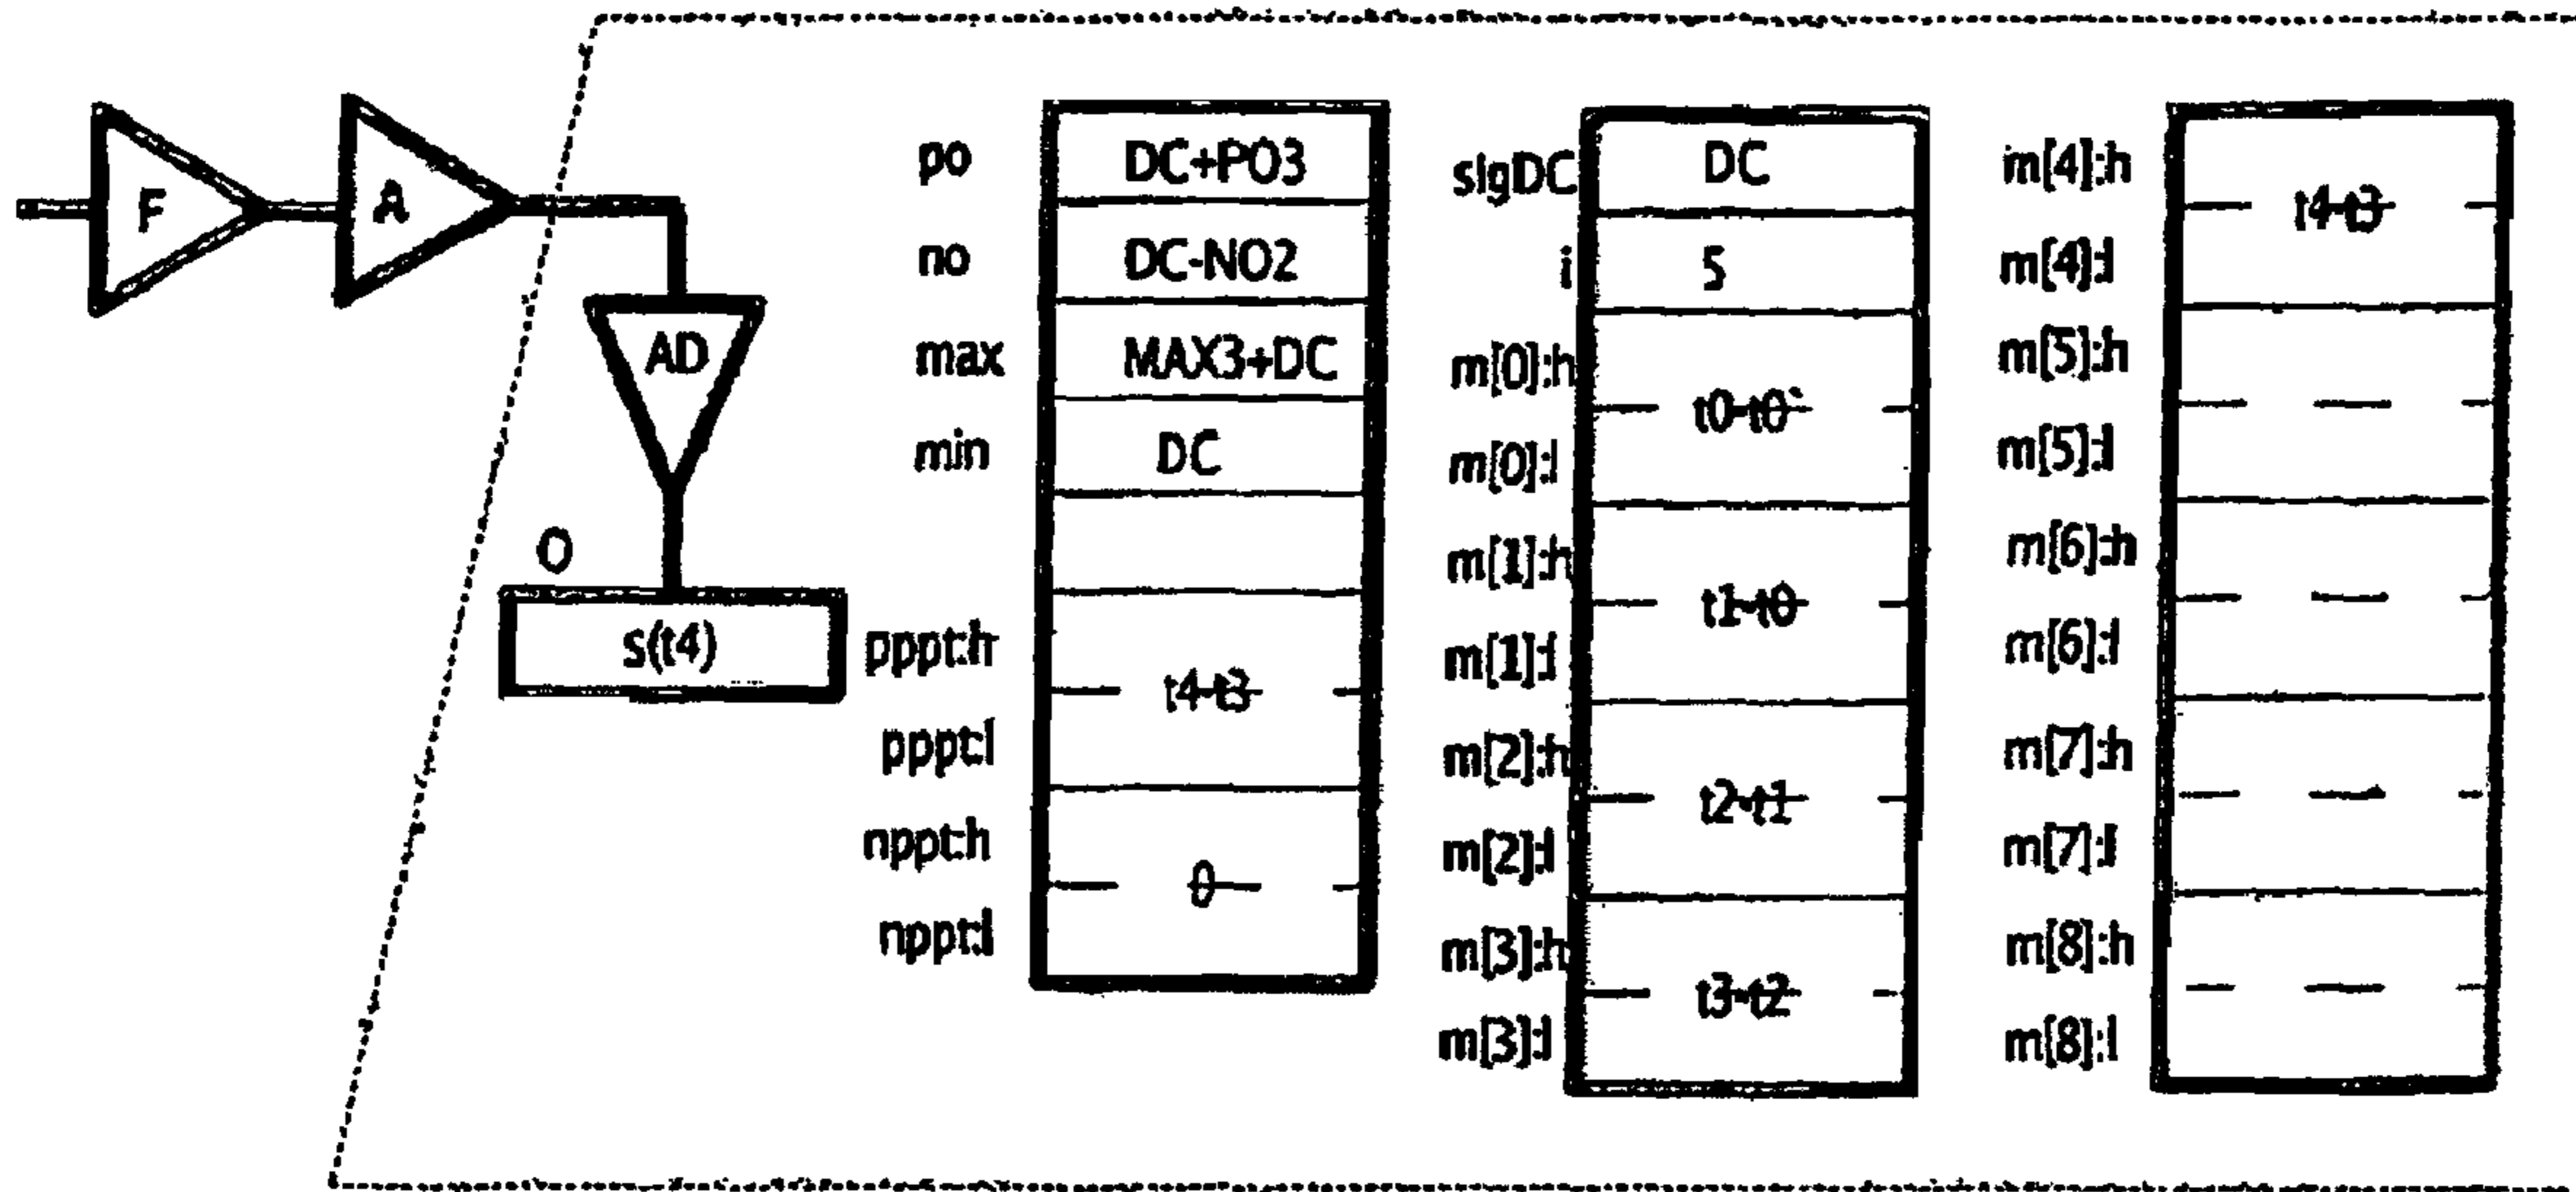 F
A
AD
O
s(t4)
po DC+PO3
no DC-NO2
max MAX3+DC
min DC
pppt:h
t4-t3
pppt:l
nppt:h
0
nppt:l
sigDC DC
i 5
m[0]:h
t0-t0`
m[0]:l
m[1]:h
t1-t0
m[1]:l
m[2]:h
t2-t1
m[2]:l
m[3]:h
t3-t2
m[3]:l
m[4]:h
t4-t3
m[4]:l
m[5]:h
m[5]:l
m[6]:h
m[6]:l
m[7]:h
m[7]:l
m[8]:h
m[8]:l